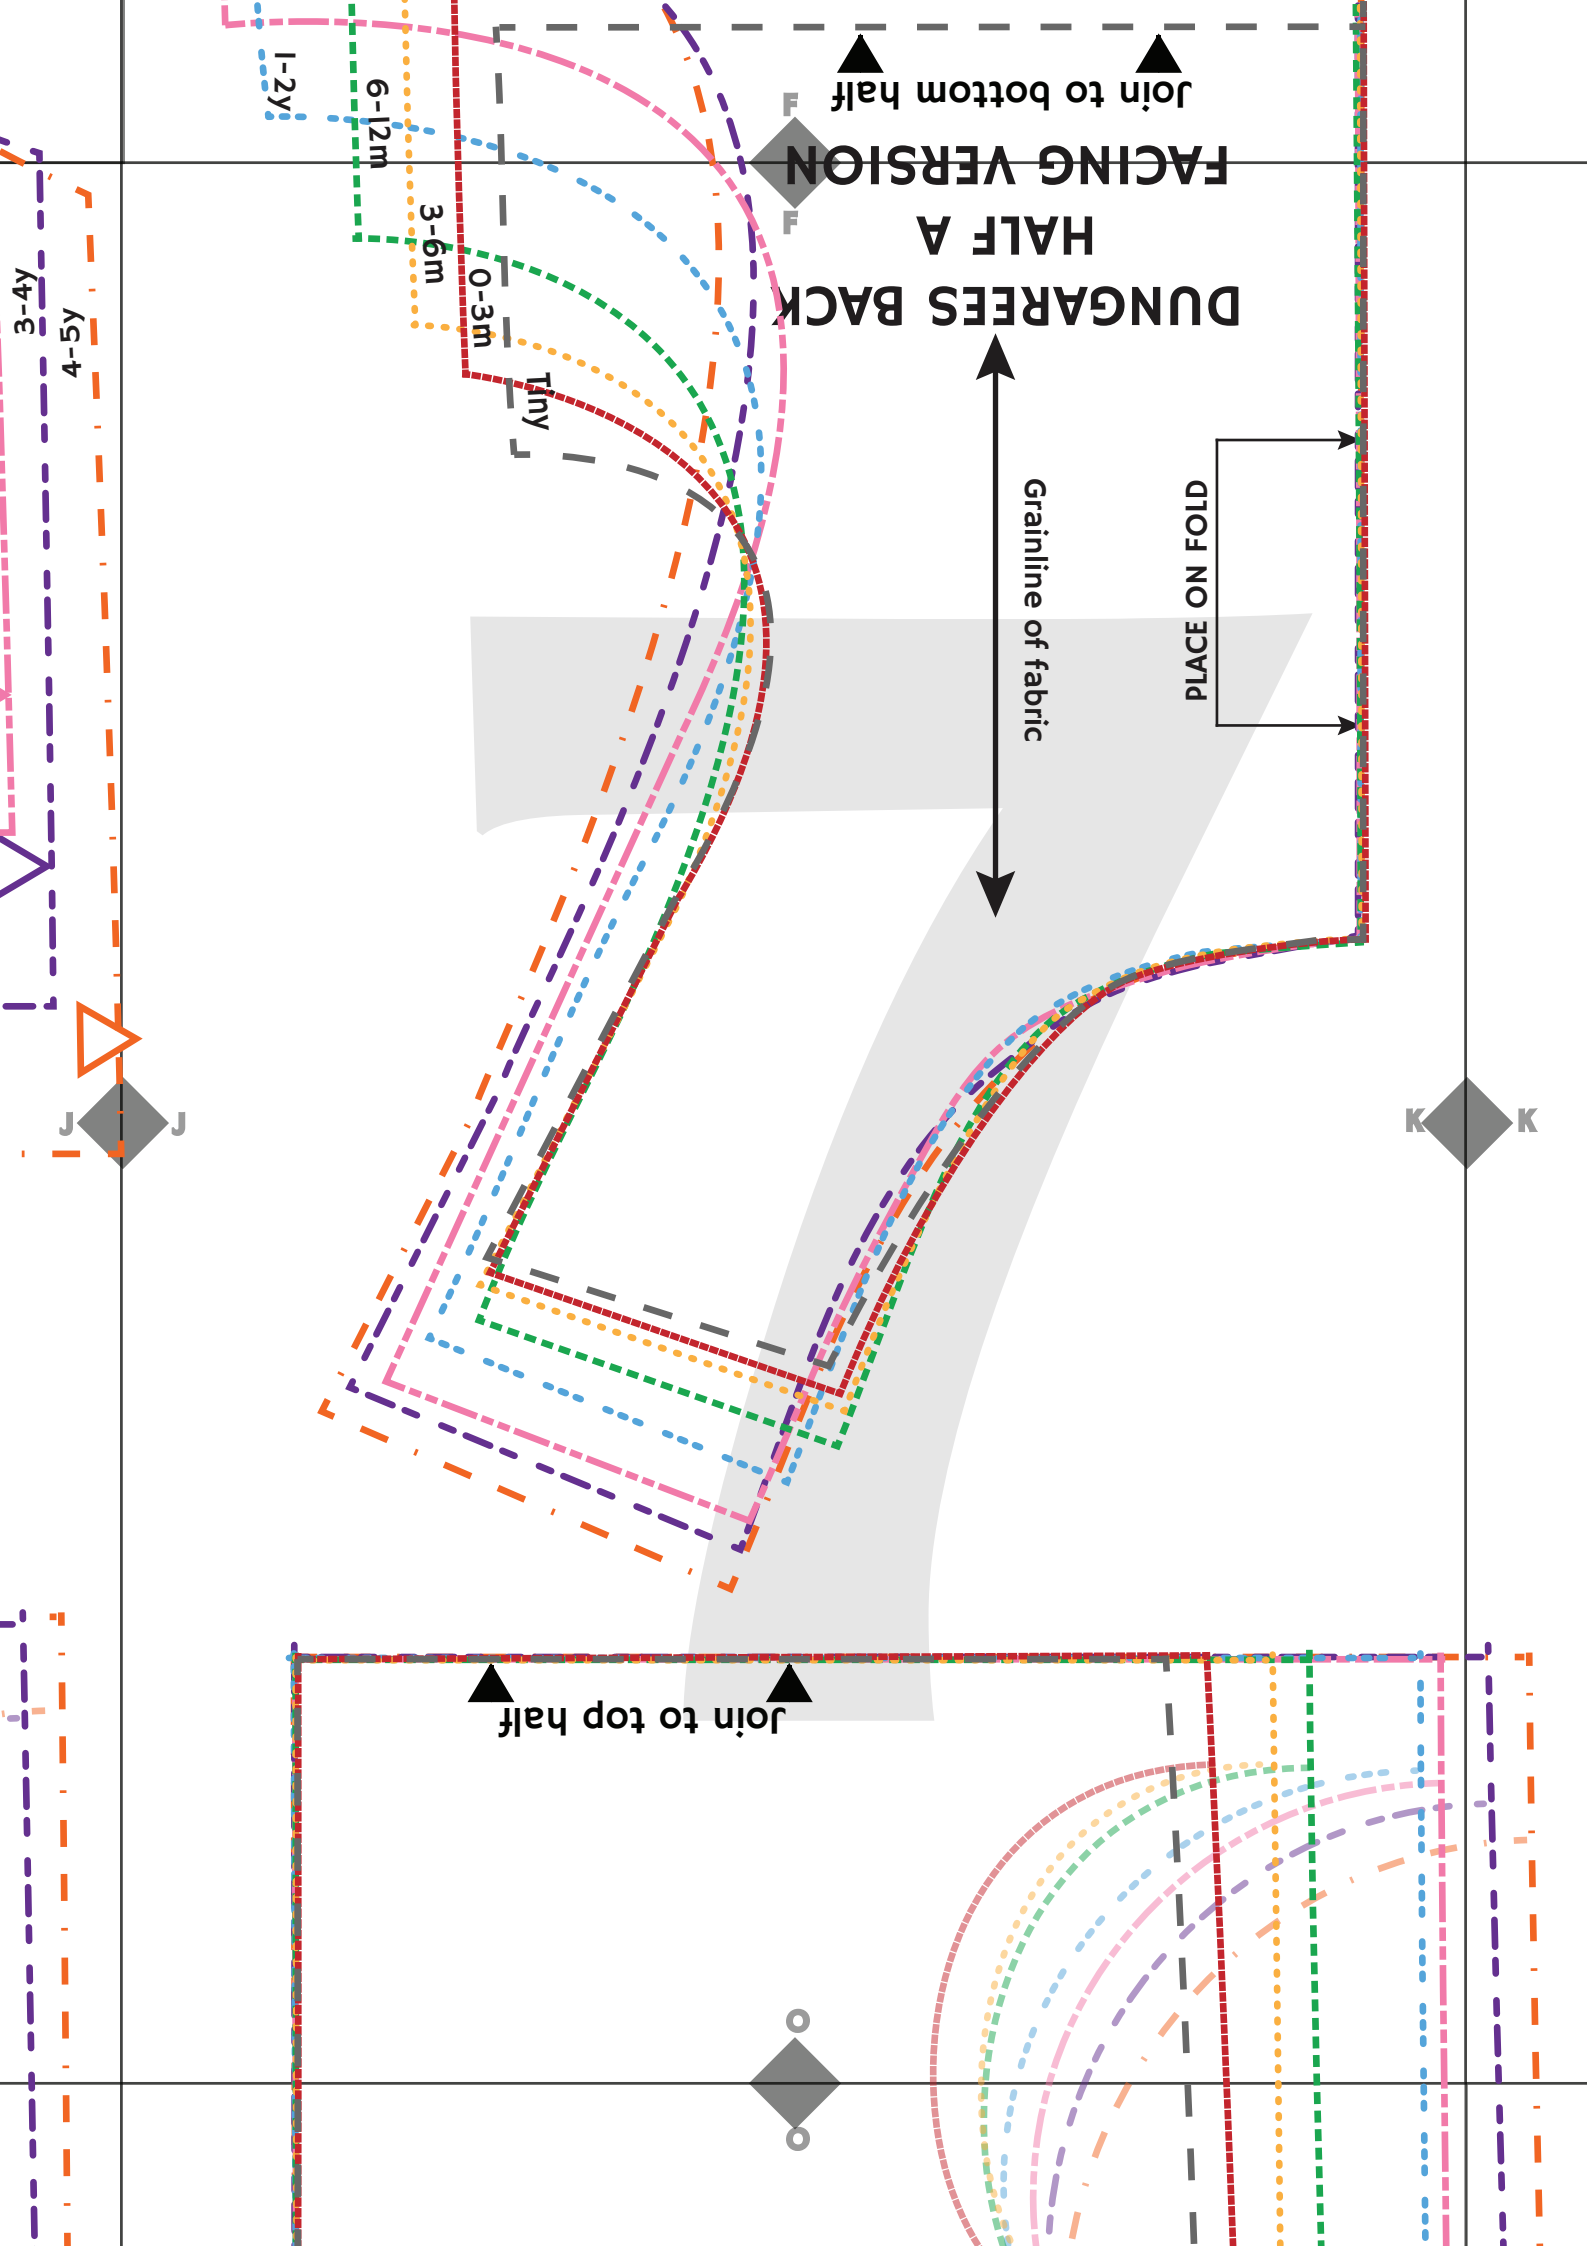 1-2y
6-12m
3-6m
0-3m
Tiny
3-4y
4-5y
F
F
Join to bottom half
DUNGAREES BACK
HALF A
FACING VERSION
Grainline of fabric
PLACE ON FOLD
7
J
J
K
K
Join to top half
O
O